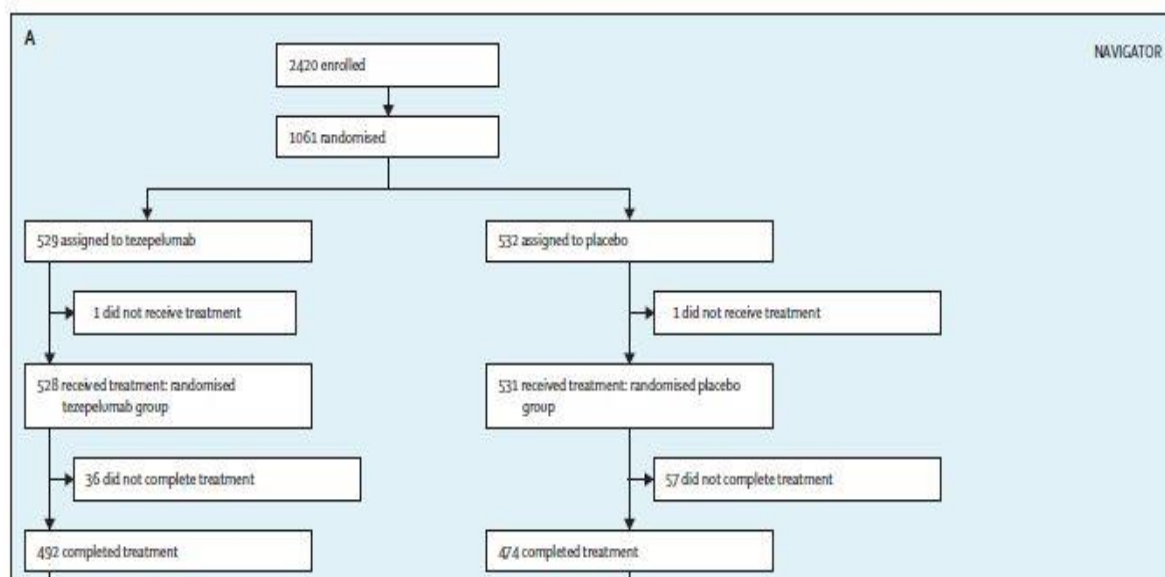 A
NAVIGATOR
2420 enrolled
1061 randomised
529 assigned to tezepelumab
532 assigned to placebo
1 did not receive treatment
1 did not receive treatment
528 received treatment: randomised
tezepelumab group
531 received treatment: randomised placebo
group
36 did not complete treatment
57 did not complete treatment
492 completed treatment
474 completed treatment